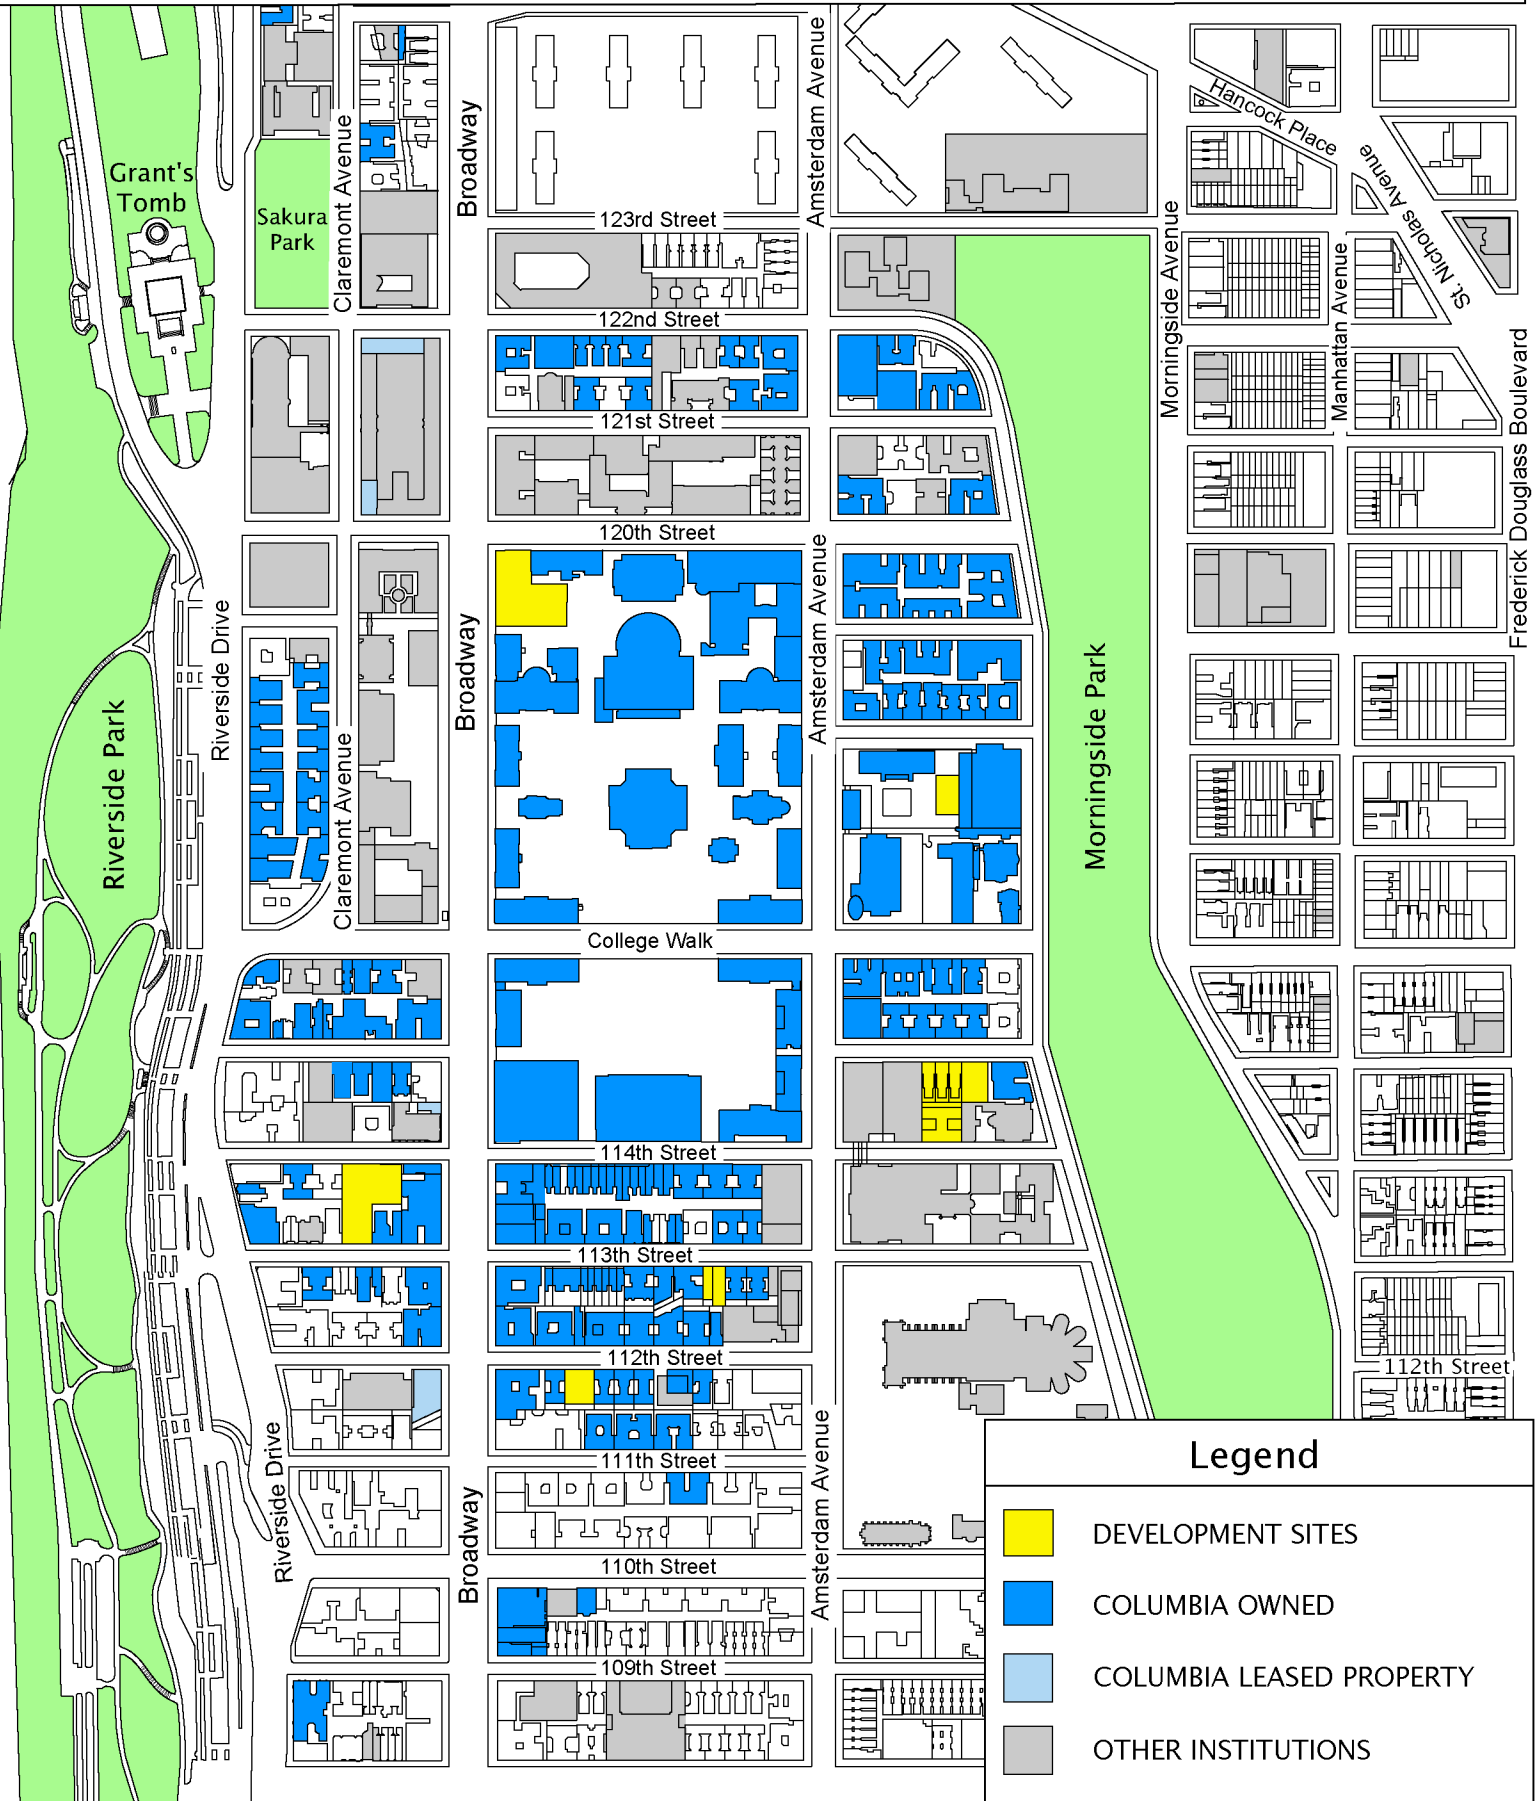 Grant's
Tomb
Sakura
Park
Claremont Avenue
Broadway
Amsterdam Avenue
123rd Street
122nd Street
121st Street
120th Street
Hancock Place
St. Nicholas Avenue
Morningside Avenue
Manhattan Avenue
Frederick Douglass Boulevard
Riverside Park
Riverside Drive
Claremont Avenue
Broadway
Amsterdam Avenue
Morningside Park
College Walk
114th Street
113th Street
112th Street
112th Street
111th Street
110th Street
109th Street
Riverside Drive
Broadway
Amsterdam Avenue
Legend
DEVELOPMENT SITES
COLUMBIA OWNED
COLUMBIA LEASED PROPERTY
OTHER INSTITUTIONS